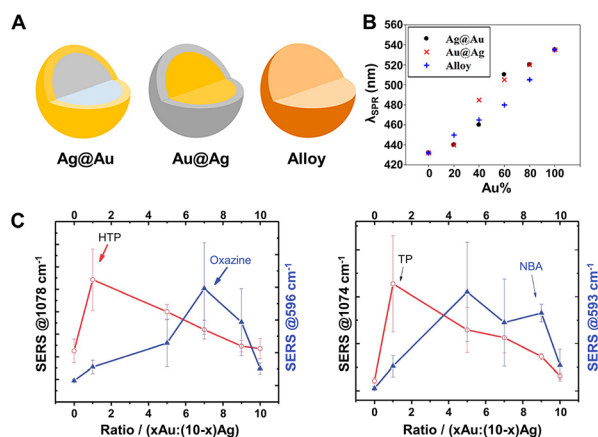 A
Ag@Au
Au@Ag
Alloy
B
Ag@Au
Au@Ag
Alloy
λSPR (nm)
560
540
520
500
480
460
440
420
0 20 40 60 80 100
Au%
C
0 2 4 6 8 10
HTP
Oxazine
SERS @1078 cm⁻¹
SERS @596 cm⁻¹
0 2 4 6 8 10
Ratio / (xAu:(10-x)Ag)
0 2 4 6 8 10
TP
NBA
SERS @1074 cm⁻¹
SERS @593 cm⁻¹
0 2 4 6 8 10
Ratio / (xAu:(10-x)Ag)